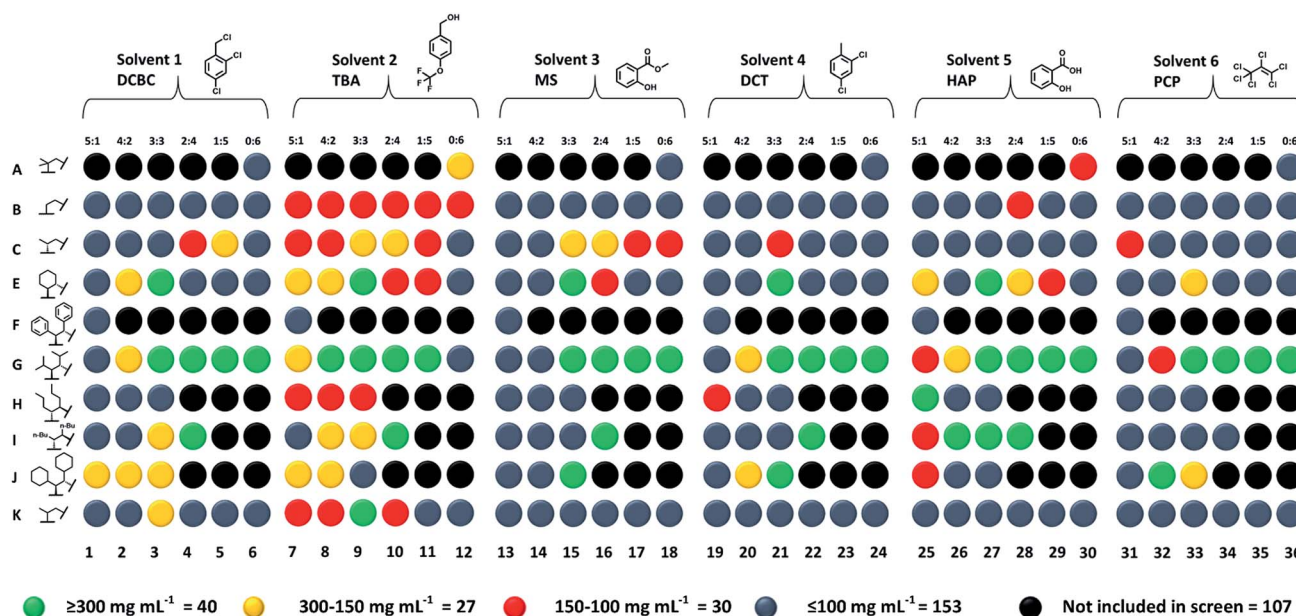 OH
Solvent 1 Cl Cl Cl
DCBC
Solvent 2 O F F F
TBA
Solvent 3 O O OH
MS
Solvent 4 Cl Cl
DCT
Solvent 5 O OH OH
HAP
Solvent 6 Cl Cl Cl Cl Cl Cl
PCP
5:1 4:2 3:3 2:4 1:5 0:6 5:1 4:2 3:3 2:4 1:5 0:6 5:1 4:2 3:3 2:4 1:5 0:6 5:1 4:2 3:3 2:4 1:5 0:6 5:1 4:2 3:3 2:4 1:5 0:6 5:1 4:2 3:3 2:4 1:5 0:6
A
B
C
E
F
G
H
I n-Bu n-Bu
J
K
1 2 3 4 5 6 7 8 9 10 11 12 13 14 15 16 17 18 19 20 21 22 23 24 25 26 27 28 29 30 31 32 33 34 35 36
≥300 mg mL⁻¹ = 40 300-150 mg mL⁻¹ = 27 150-100 mg mL⁻¹ = 30 ≤100 mg mL⁻¹ = 153 Not included in screen = 107